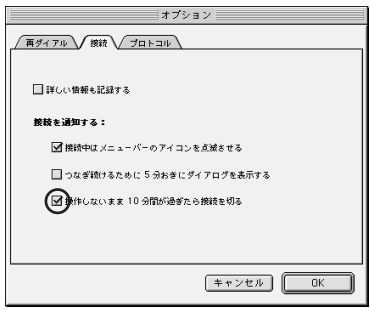 オプション
再ダイアル 接続 プロトコル
詳しい情報も記録する
接続を通知する：
接続中はメニューバーのアイコンを点滅させる
つなぎ続けるために 5 分おきにダイアログを表示する
操作しないまま 10 分間が過ぎたら接続を切る
キャンセル OK